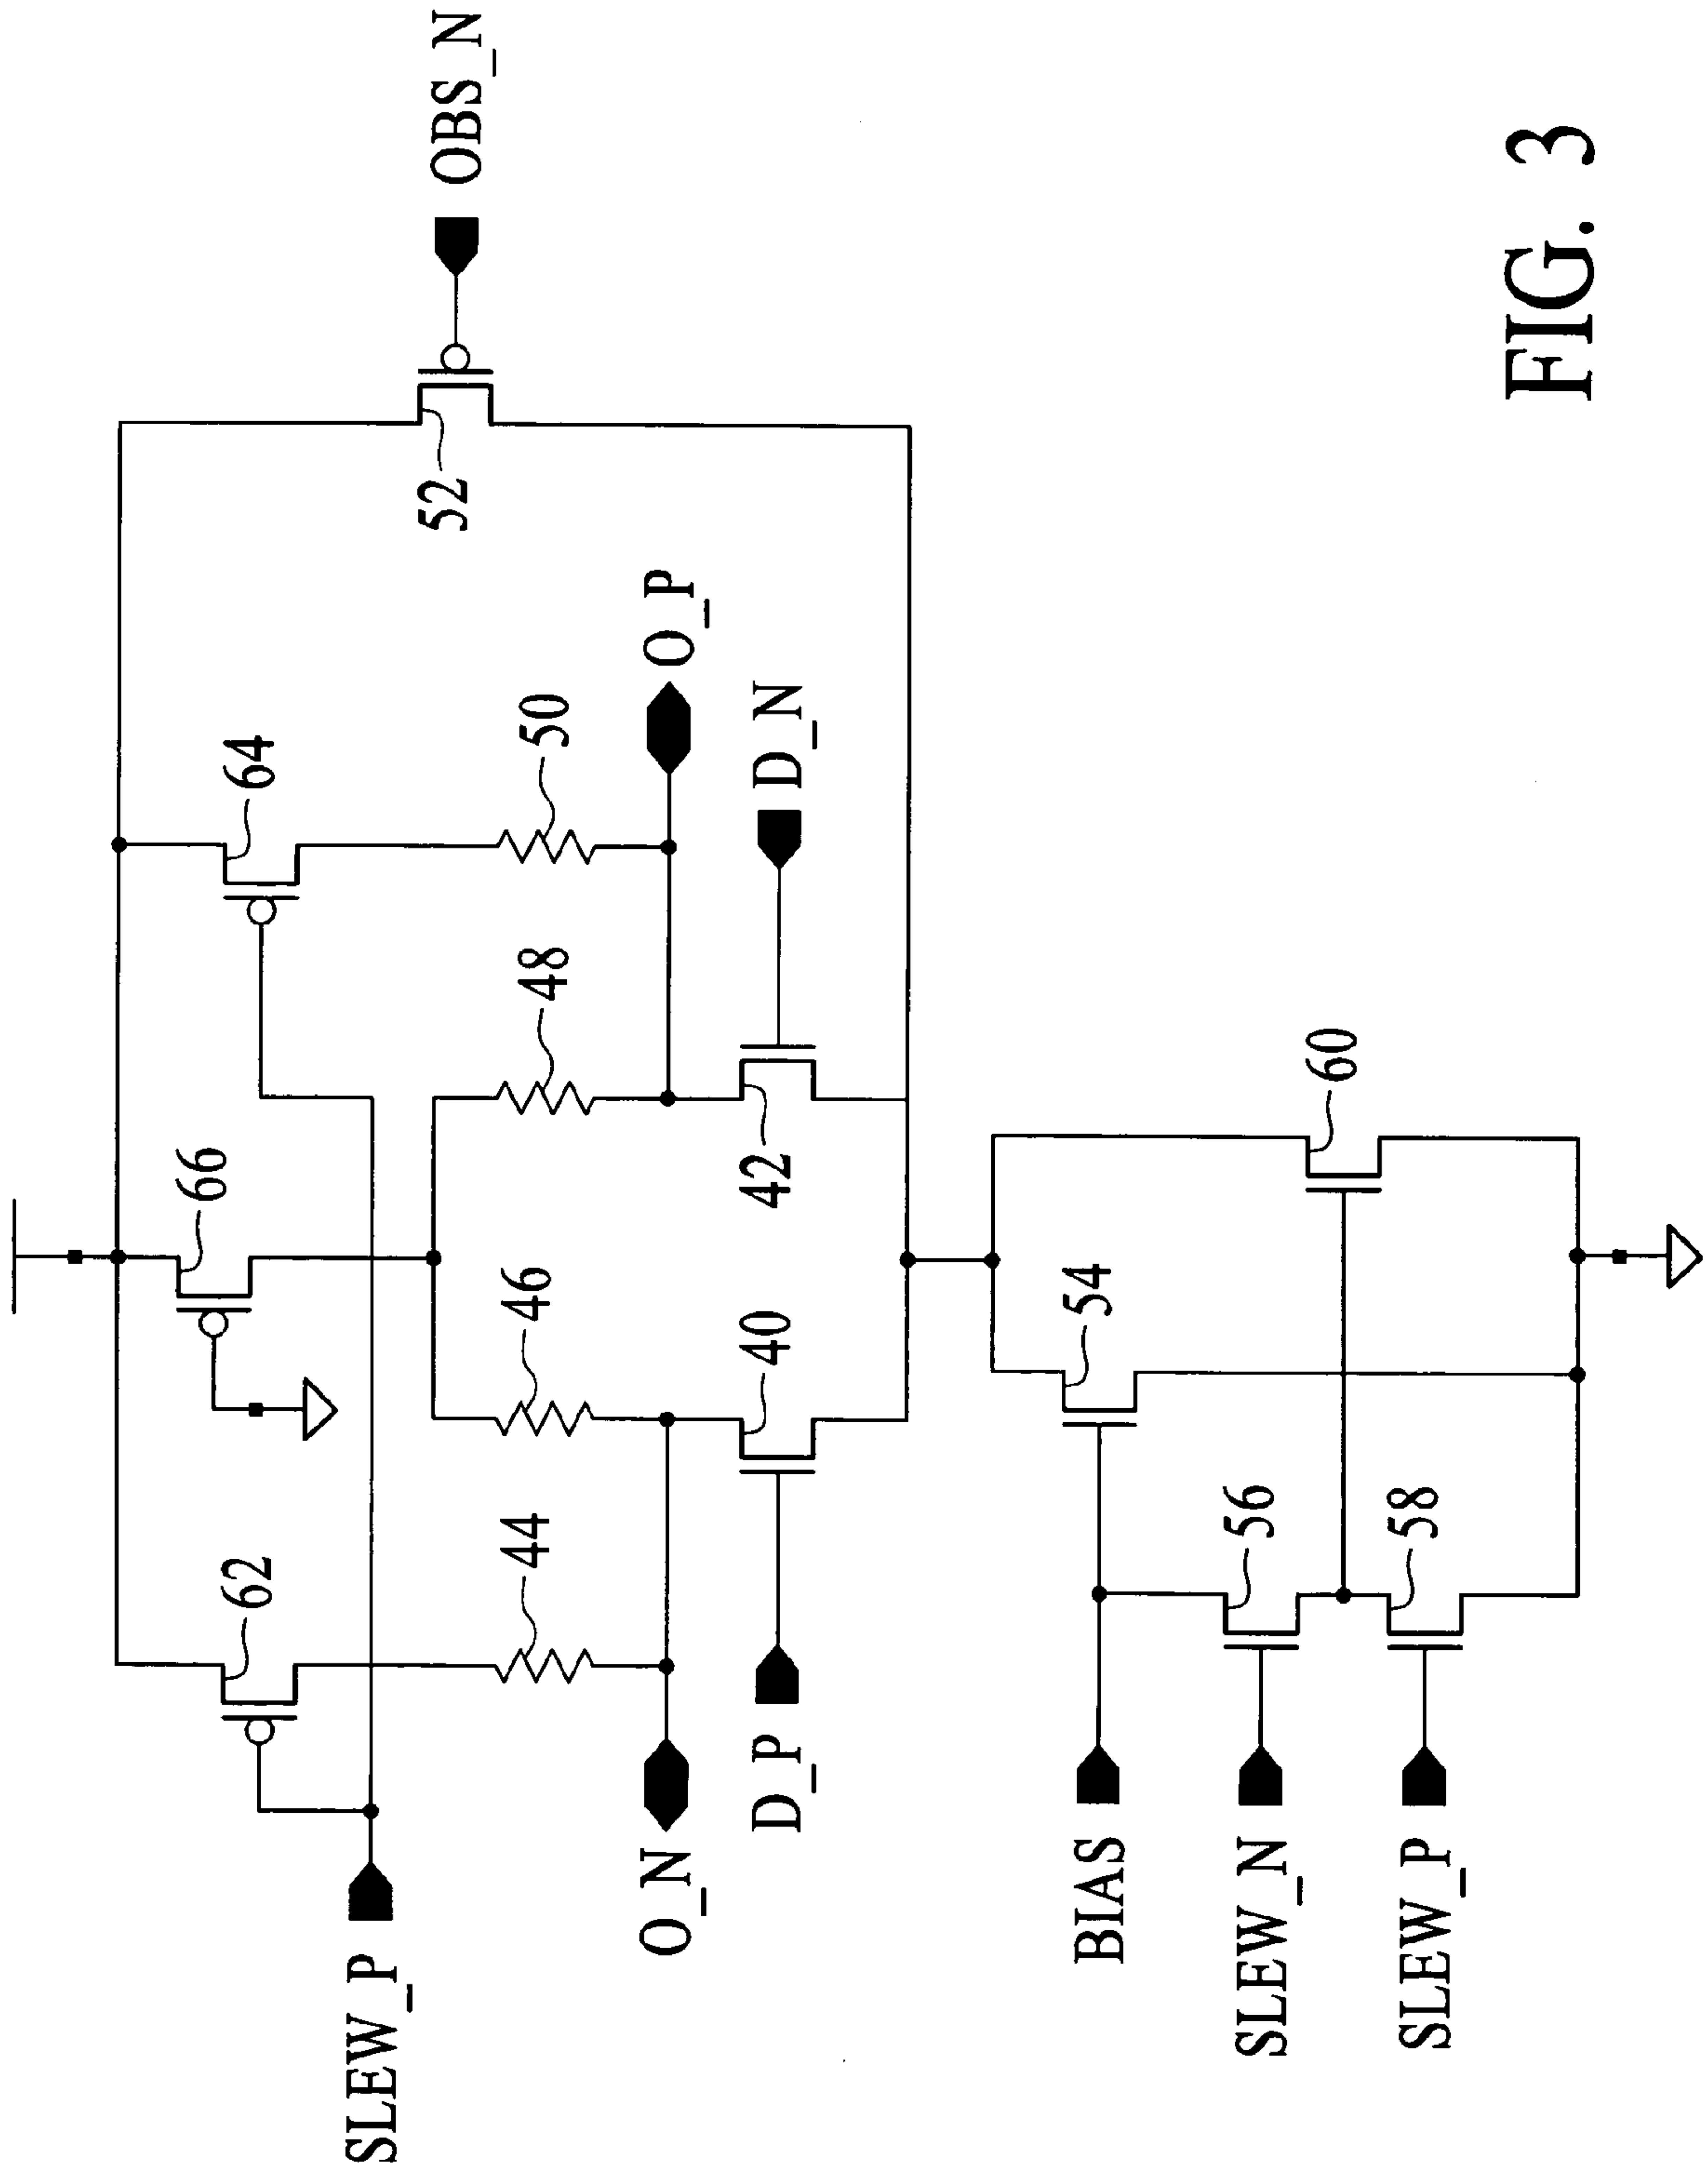 OBS_N
52
64
50
O_P
D_N
66
48
42
46
40
62
44
SLEW_P
O_N
D_P
60
54
56
58
BIAS
SLEW_N
SLEW_P
FIG. 3